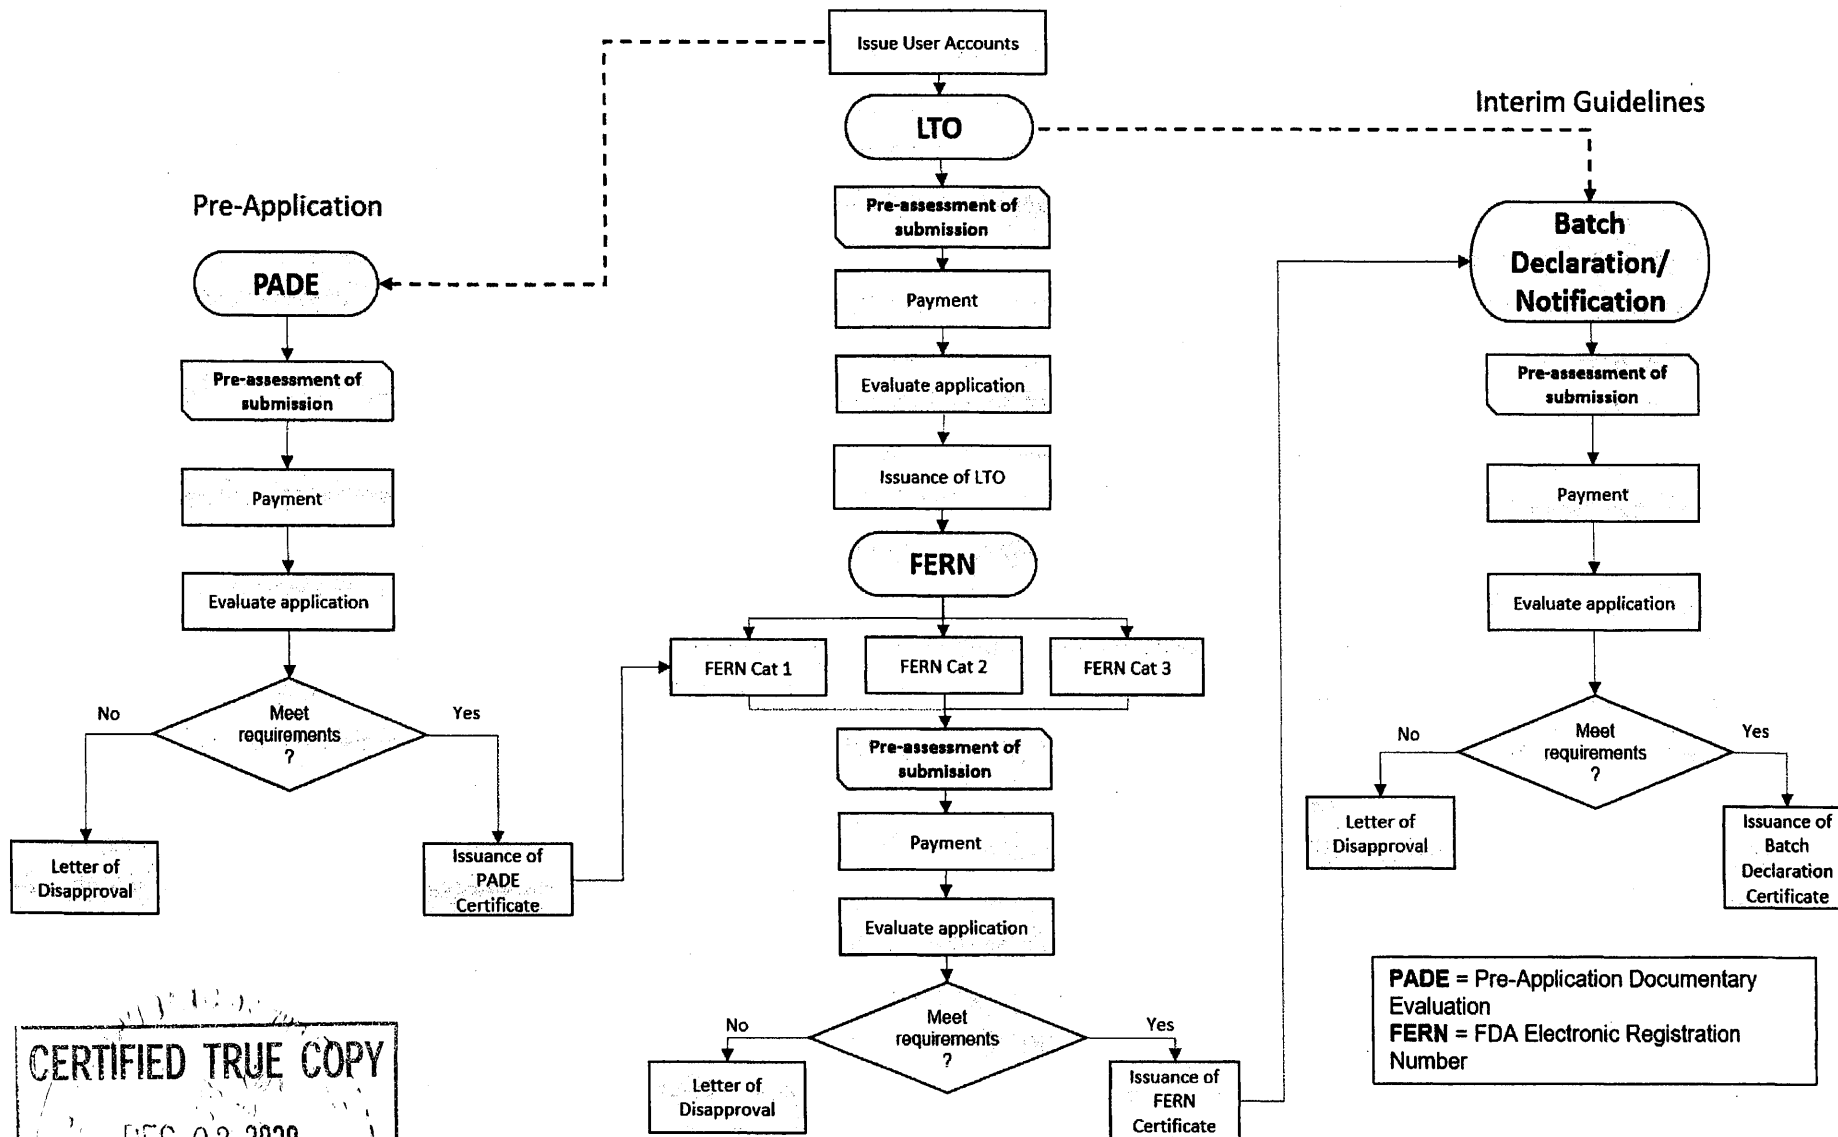 Issue User Accounts
LTO
Interim Guidelines
Pre-assessment of
submission
Payment
Evaluate application
Issuance of LTO
FERN
FERN Cat 1
FERN Cat 2
FERN Cat 3
Pre-assessment of
submission
Payment
Evaluate application
Meet
requirements
?
No
Yes
Letter of
Disapproval
Issuance of
FERN
Certificate
Pre-Application
PADE
Pre-assessment of
submission
Payment
Evaluate application
Meet
requirements
?
No
Yes
Letter of
Disapproval
Issuance of
PADE
Certificate
Batch
Declaration/
Notification
Pre-assessment of
submission
Payment
Evaluate application
Meet
requirements
?
No
Yes
Letter of
Disapproval
Issuance of
Batch
Declaration
Certificate
PADE = Pre-Application Documentary
Evaluation
FERN = FDA Electronic Registration
Number
CERTIFIED TRUE COPY
DEC 03